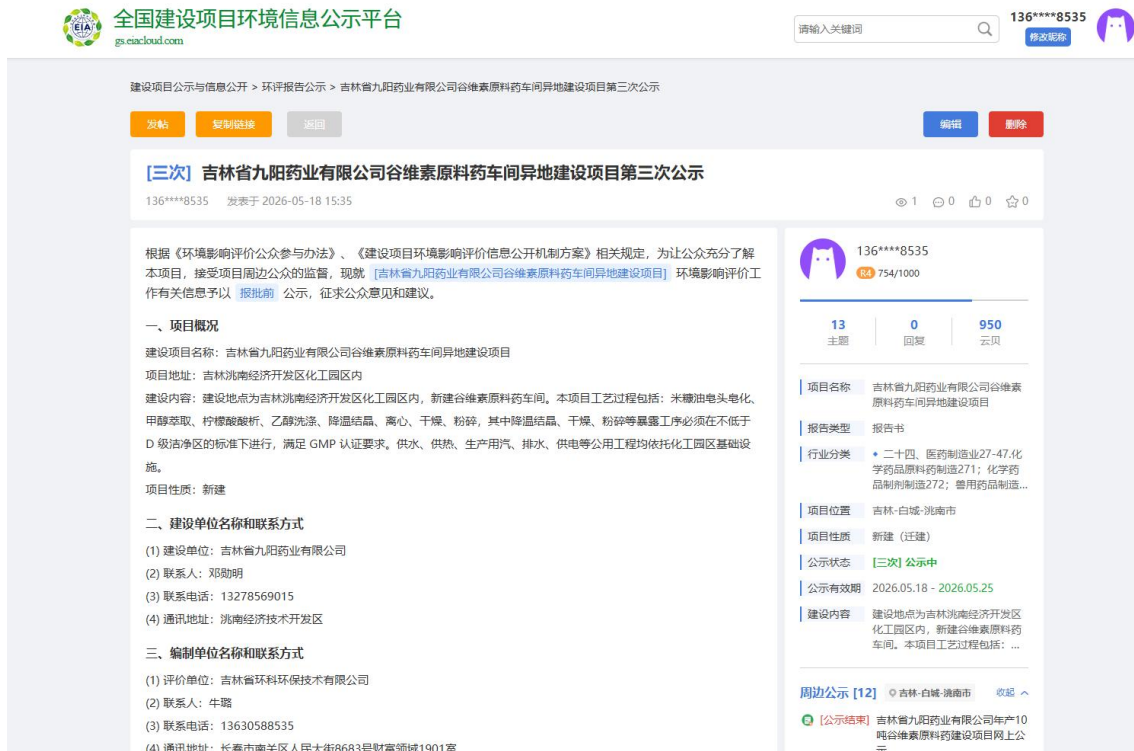 全国建设项目环境信息公示平台
EIA
gs.eiacloud.com
请输入关键词
136****8535
修改昵称
建设项目公示与信息公开 > 环评报告公示 > 吉林省九阳药业有限公司谷维素原料药车间异地建设项目第三次公示
发帖 复制链接 返回 编辑 删除
[三次] 吉林省九阳药业有限公司谷维素原料药车间异地建设项目第三次公示
136****8535 发表于 2026-05-18 15:35 1 0 0 0
根据《环境影响评价公众参与办法》、《建设项目环境影响评价信息公开机制方案》相关规定，为让公众充分了解
本项目，接受项目周边公众的监督，现就 [吉林省九阳药业有限公司谷维素原料药车间异地建设项目] 环境影响评价工
作有关信息予以 报批前 公示，征求公众意见和建议。
一、项目概况
建设项目名称：吉林省九阳药业有限公司谷维素原料药车间异地建设项目
项目地址：吉林洮南经济开发区化工园区内
建设内容：建设地点为吉林洮南经济开发区化工园区内，新建谷维素原料药车间。本项目工艺过程包括：米糠油皂头皂化、
甲醇萃取、柠檬酸酸析、乙醇洗涤、降温结晶、离心、干燥、粉碎，其中降温结晶、干燥、粉碎等暴露工序必须在不低于
D 级洁净区的标准下进行，满足 GMP 认证要求。供水、供热、生产用汽、排水、供电等公用工程均依托化工园区基础设
施。
项目性质：新建
二、建设单位名称和联系方式
(1) 建设单位：吉林省九阳药业有限公司
(2) 联系人：邓勋明
(3) 联系电话：13278569015
(4) 通讯地址：洮南经济技术开发区
三、编制单位名称和联系方式
(1) 评价单位：吉林省环科环保技术有限公司
(2) 联系人：牛璐
(3) 联系电话：13630588535
(4) 通讯地址：长春市南关区人民大街8683号财富领域1901室
136****8535
R4 754/1000
13 0 950
主题 回复 云贝
项目名称 吉林省九阳药业有限公司谷维素
原料药车间异地建设项目
报告类型 报告书
行业分类 二十四、医药制造业27-47.化
学药品原料药制造271；化学药
品制剂制造272；兽用药品制造...
项目位置 吉林-白城-洮南市
项目性质 新建（迁建）
公示状态 [三次] 公示中
公示有效期 2026.05.18 - 2026.05.25
建设内容 建设地点为吉林洮南经济开发区
化工园区内，新建谷维素原料药
车间。本项目工艺过程包括：...
周边公示 [12] 吉林-白城-洮南市 收起
[公示结束] 吉林省九阳药业有限公司年产10
吨谷维素原料药建设项目网上公
示